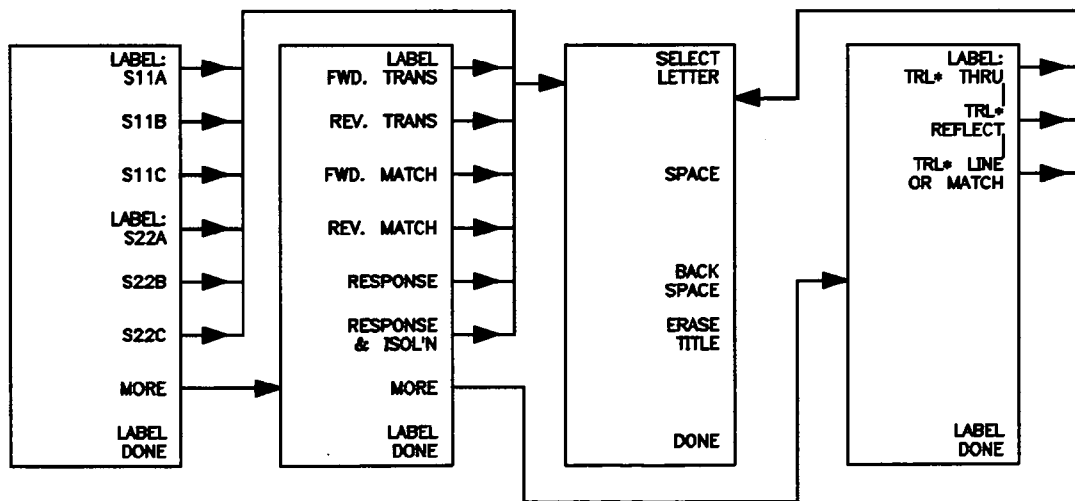 LABEL:
S11A
S11B
S11C
LABEL:
S22A
S22B
S22C
MORE
LABEL
DONE
LABEL
FWD. TRANS
REV. TRANS
FWD. MATCH
REV. MATCH
RESPONSE
RESPONSE
& ISOL'N
MORE
LABEL
DONE
SELECT
LETTER
SPACE
BACK
SPACE
ERASE
TITLE
DONE
LABEL:
TRL* THRU
TRL*
REFLECT
TRL* LINE
OR MATCH
LABEL
DONE